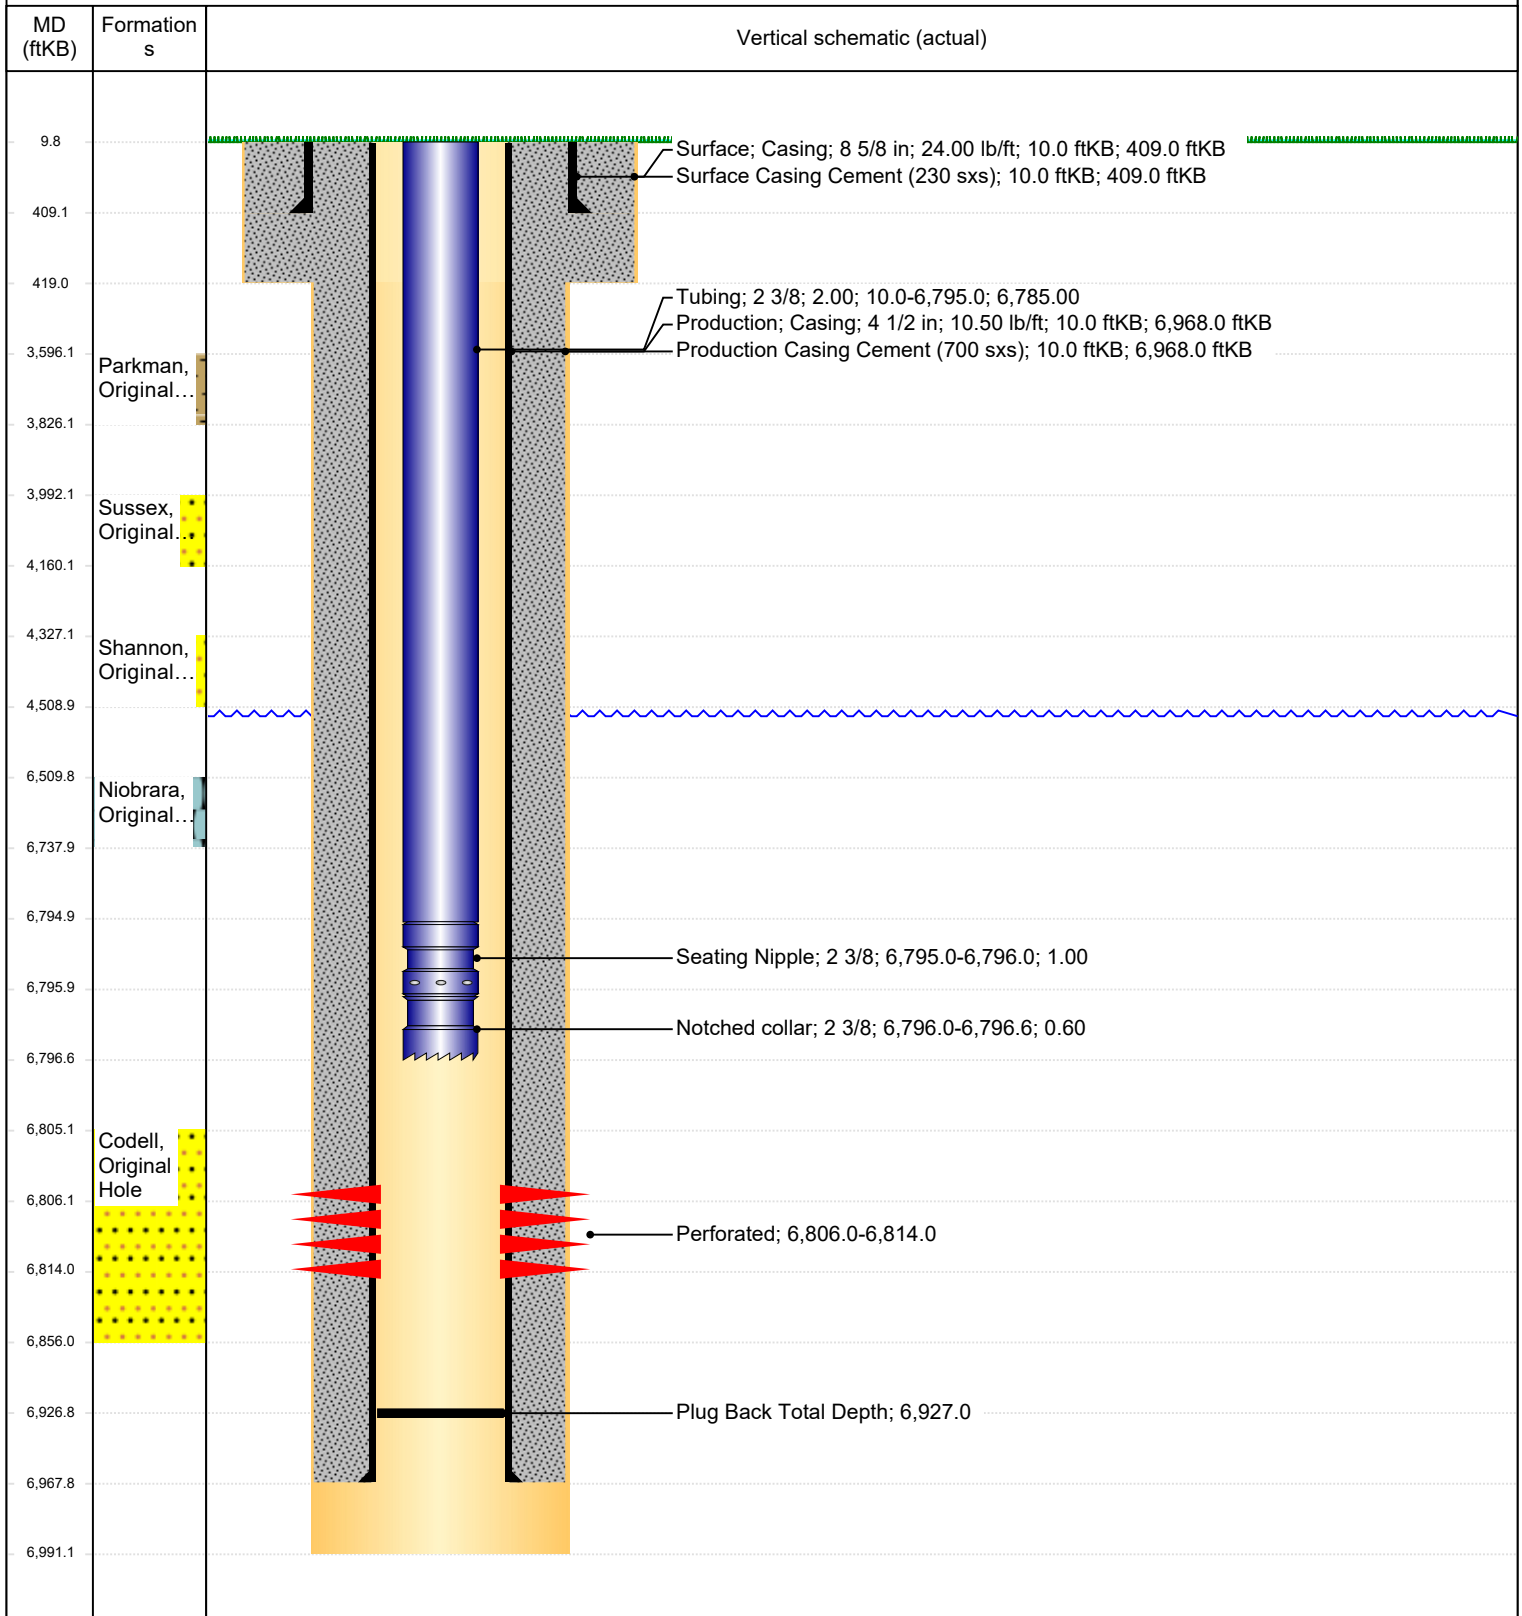 MD
(ftKB)
Formation
s
Vertical schematic (actual)
9.8
Surface; Casing; 8 5/8 in; 24.00 lb/ft; 10.0 ftKB; 409.0 ftKB
Surface Casing Cement (230 sxs); 10.0 ftKB; 409.0 ftKB
409.1
419.0
Tubing; 2 3/8; 2.00; 10.0-6,795.0; 6,785.00
Production; Casing; 4 1/2 in; 10.50 lb/ft; 10.0 ftKB; 6,968.0 ftKB
Production Casing Cement (700 sxs); 10.0 ftKB; 6,968.0 ftKB
3,596.1
Parkman,
Original...
3,826.1
3,992.1
Sussex,
Original...
4,160.1
4,327.1
Shannon,
Original...
4,508.9
6,509.8
Niobrara,
Original...
6,737.9
6,794.9
Seating Nipple; 2 3/8; 6,795.0-6,796.0; 1.00
6,795.9
Notched collar; 2 3/8; 6,796.0-6,796.6; 0.60
6,796.6
6,805.1
Codell,
Original
Hole
6,806.1
Perforated; 6,806.0-6,814.0
6,814.0
6,856.0
6,926.8
Plug Back Total Depth; 6,927.0
6,967.8
6,991.1